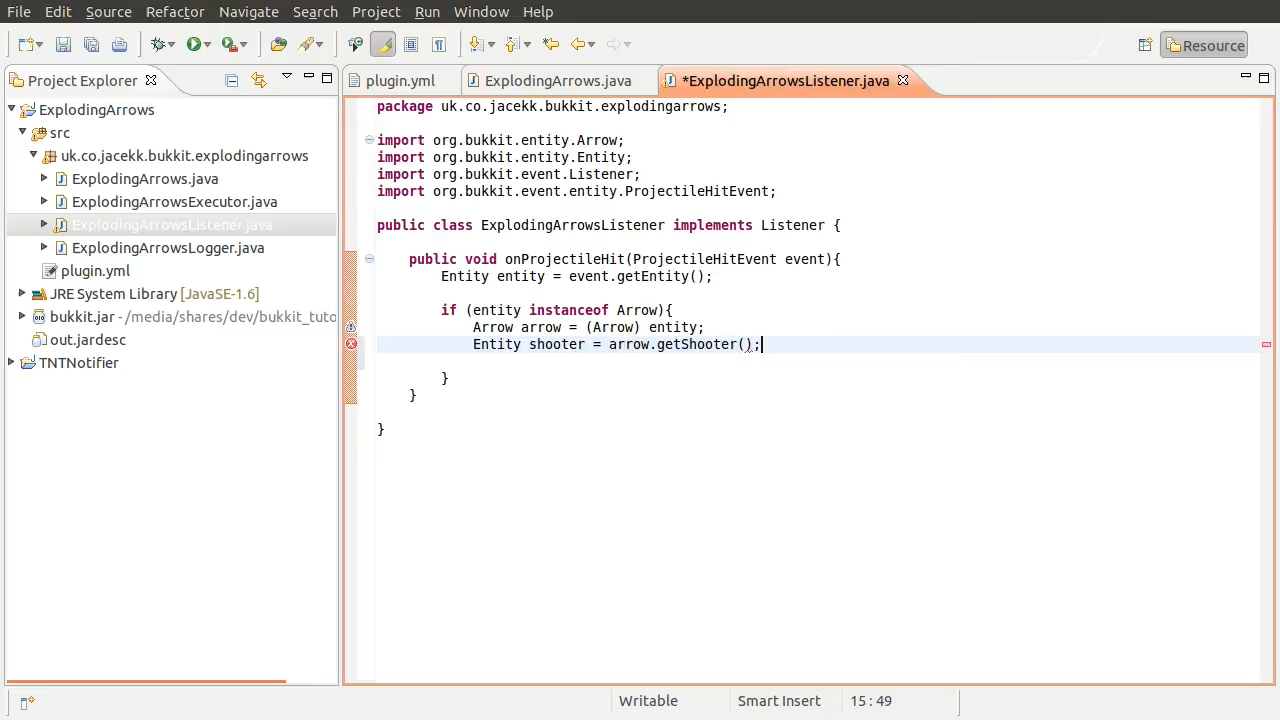 File Edit Source Refactor Navigate Search Project Run Window Help
Resource
Project Explorer
plugin.yml
ExplodingArrows.java
*ExplodingArrowsListener.java
ExplodingArrows
src
uk.co.jacekk.bukkit.explodingarrows
ExplodingArrows.java
ExplodingArrowsExecutor.java
ExplodingArrowsListener.java
ExplodingArrowsLogger.java
plugin.yml
JRE System Library [JavaSE-1.6]
bukkit.jar - /media/shares/dev/bukkit_tuto
out.jardesc
TNTNotifier
package uk.co.jacekk.bukkit.explodingarrows;
import org.bukkit.entity.Arrow;
import org.bukkit.entity.Entity;
import org.bukkit.event.Listener;
import org.bukkit.event.entity.ProjectileHitEvent;
public class ExplodingArrowsListener implements Listener {
public void onProjectileHit(ProjectileHitEvent event){
Entity entity = event.getEntity();
if (entity instanceof Arrow){
Arrow arrow = (Arrow) entity;
Entity shooter = arrow.getShooter();
}
}
}
Writable
Smart Insert
15 : 49